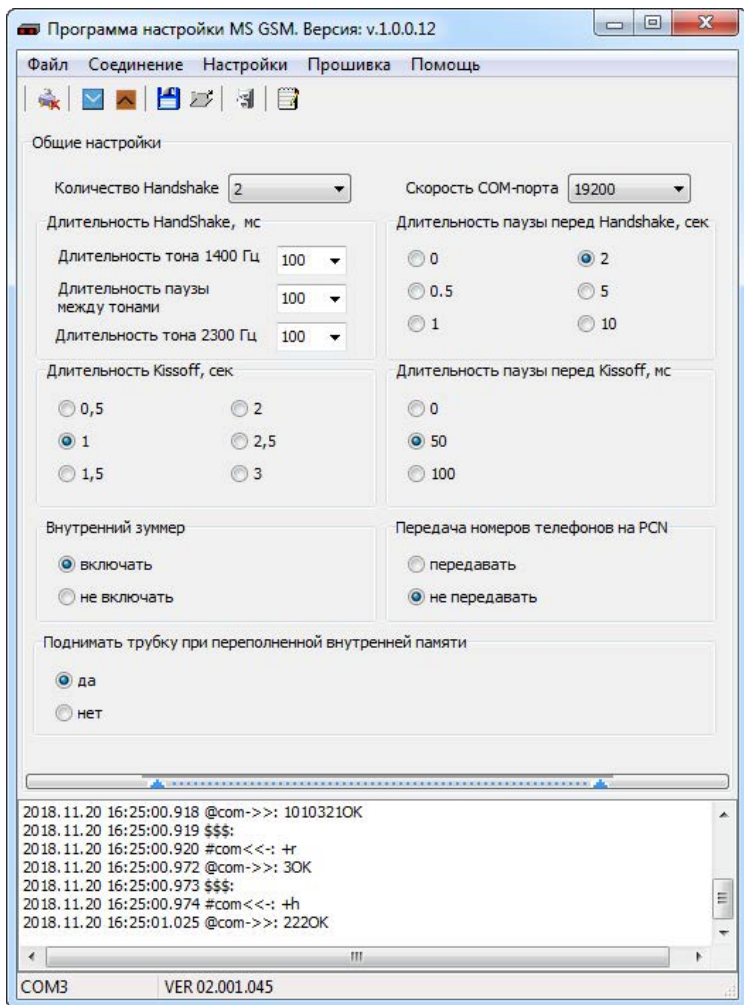 Программа настройки MS GSM. Версия: v.1.0.0.12
Файл Соединение Настройки Прошивка Помощь
Общие настройки
Количество Handshake 2 Скорость COM-порта 19200
Длительность HandShake, мс Длительность паузы перед Handshake, сек
Длительность тона 1400 Гц 100
Длительность паузы между тонами 100
Длительность тона 2300 Гц 100
0 2
0.5 5
1 10
Длительность Kissoff, сек Длительность паузы перед Kissoff, мс
0,5 2 0
1 2,5 50
1,5 3 100
Внутренний зуммер Передача номеров телефонов на PCN
включать передавать
не включать не передавать
Поднимать трубку при переполненной внутренней памяти
да
нет
2018.11.20 16:25:00.918 @com->>: 1010321OK
2018.11.20 16:25:00.919 $$$:
2018.11.20 16:25:00.920 #com<<-: +r
2018.11.20 16:25:00.972 @com->>: 3OK
2018.11.20 16:25:00.973 $$$:
2018.11.20 16:25:00.974 #com<<-: +h
2018.11.20 16:25:01.025 @com->>: 222OK
COM3 VER 02.001.045